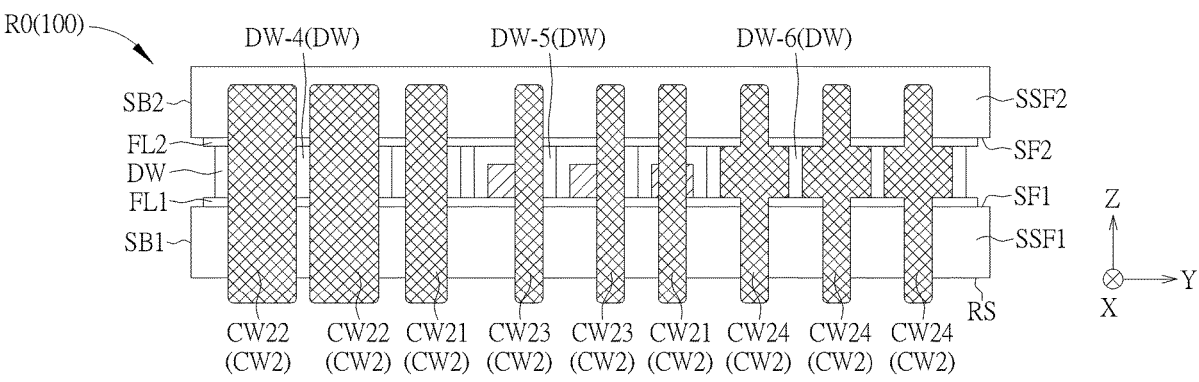 R0(100)
DW-4(DW) DW-5(DW) DW-6(DW)
SB2 SSF2
FL2 SF2
DW
FL1 SF1
SB1 SSF1
Z
Y
X
RS
CW22 CW22 CW21 CW23 CW23 CW21 CW24 CW24 CW24
(CW2) (CW2) (CW2) (CW2) (CW2) (CW2) (CW2) (CW2) (CW2)